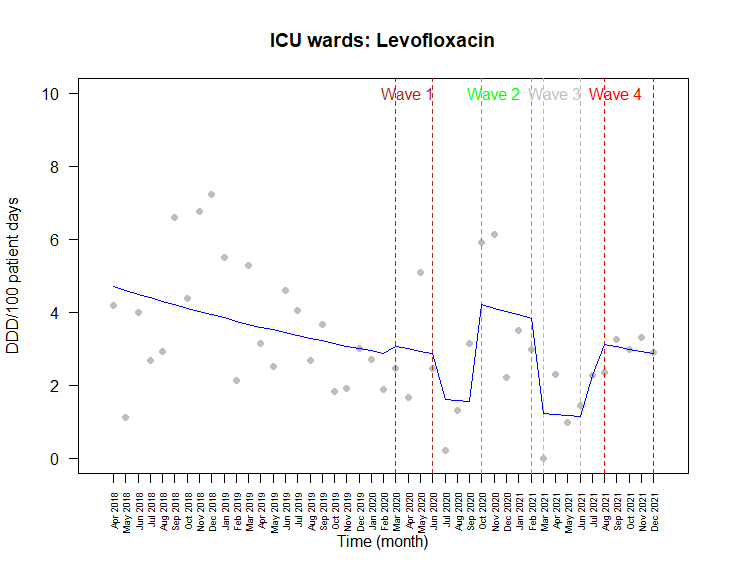 ICU wards: Levofloxacin
Wave 1 Wave 2 Wave 3 Wave 4
DDD/100 patient days
10
8
6
4
2
0
Apr 2018 May 2018 Jun 2018 Jul 2018 Aug 2018 Sep 2018 Oct 2018 Nov 2018 Dec 2018 Jan 2019 Feb 2019 Mar 2019 Apr 2019 May 2019 Jun 2019 Jul 2019 Aug 2019 Sep 2019 Oct 2019 Nov 2019 Dec 2019 Jan 2020 Feb 2020 Mar 2020 Apr 2020 May 2020 Jun 2020 Jul 2020 Aug 2020 Sep 2020 Oct 2020 Nov 2020 Dec 2020 Jan 2021 Feb 2021 Mar 2021 Apr 2021 May 2021 Jun 2021 Jul 2021 Aug 2021 Sep 2021 Oct 2021 Nov 2021 Dec 2021
Time (month)